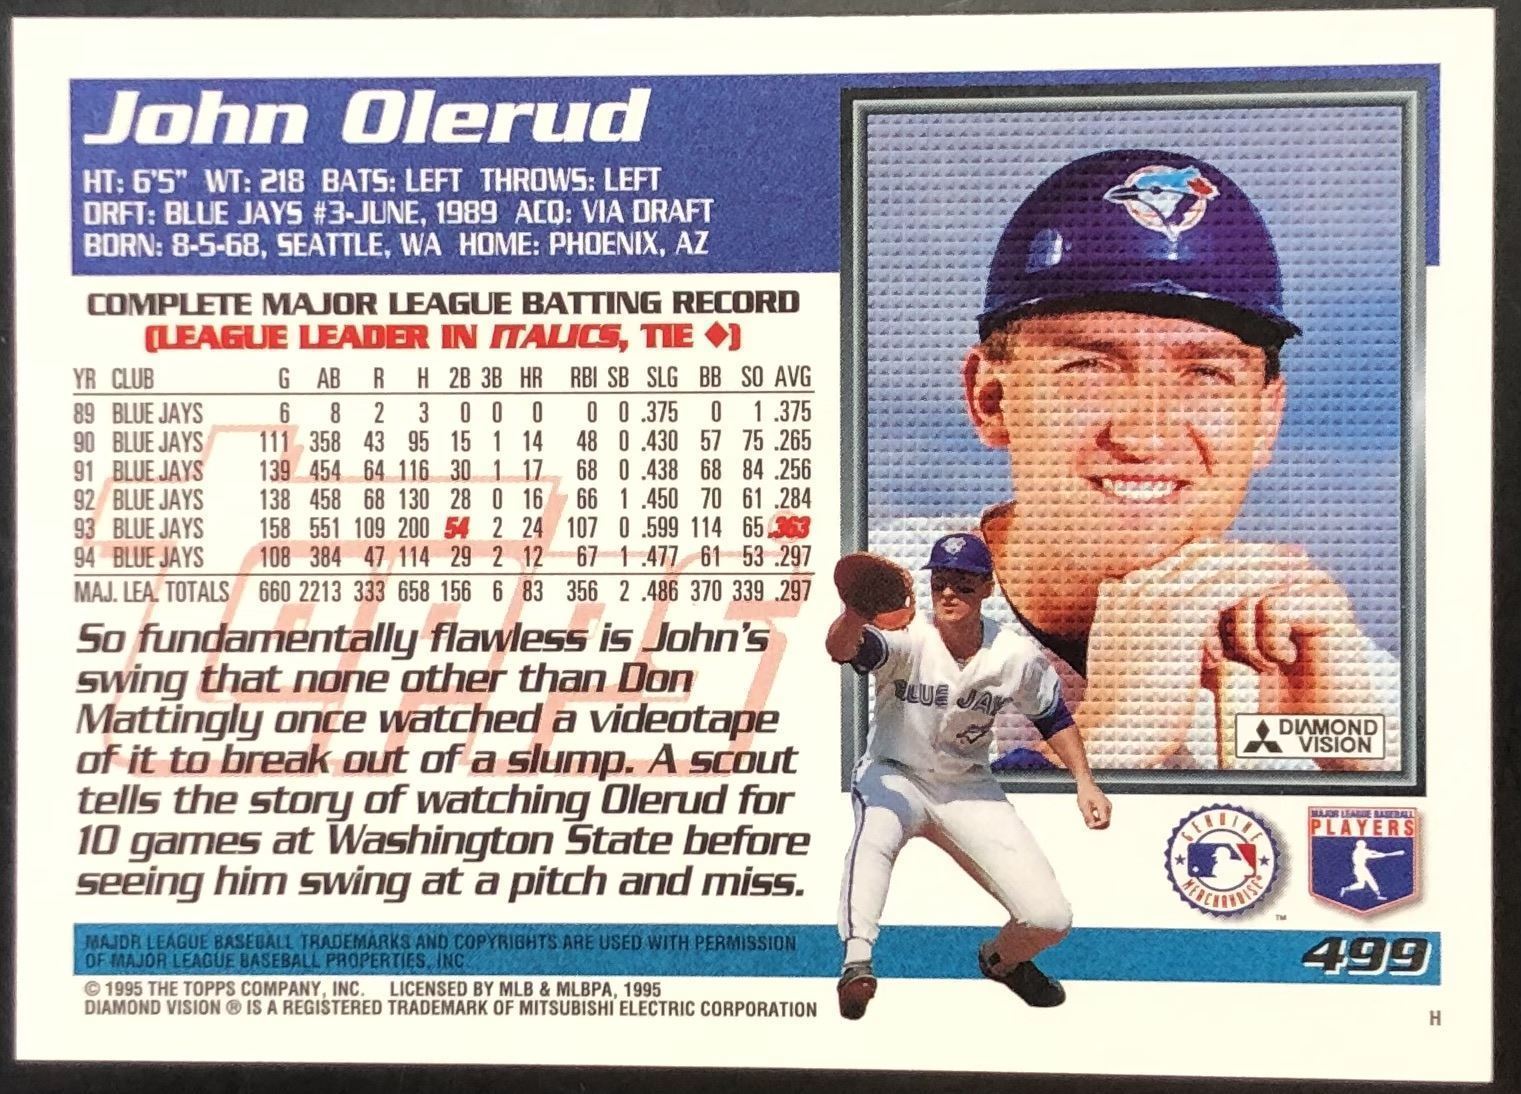 John Olerud
HT: 6'5" WT: 218 BATS: LEFT THROWS: LEFT
DRFT: BLUE JAYS #3-JUNE, 1989 ACQ: VIA DRAFT
BORN: 8-5-68, SEATTLE, WA HOME: PHOENIX, AZ
COMPLETE MAJOR LEAGUE BATTING RECORD
(LEAGUE LEADER IN ITALICS, TIE ♦)
YR CLUB G AB R H 2B 3B HR RBI SB SLG BB SO AVG
89 BLUE JAYS 6 8 2 3 0 0 0 0 0 .375 0 1 .375
90 BLUE JAYS 111 358 43 95 15 1 14 48 0 .430 57 75 .265
91 BLUE JAYS 139 454 64 116 30 1 17 68 0 .438 68 84 .256
92 BLUE JAYS 138 458 68 130 28 0 16 66 1 .450 70 61 .284
93 BLUE JAYS 158 551 109 200 54 2 24 107 0 .599 114 65 .363
94 BLUE JAYS 108 384 47 114 29 2 12 67 1 .477 61 53 .297
MAJ. LEA. TOTALS 660 2213 333 658 156 6 83 356 2 .486 370 339 .297
Topps
So fundamentally flawless is John's
swing that none other than Don
Mattingly once watched a videotape
of it to break out of a slump. A scout
tells the story of watching Olerud for
10 games at Washington State before
seeing him swing at a pitch and miss.
BLUE JAY
DIAMOND
VISION
GENUINE
MERCHANDISE
TM
MAJOR LEAGUE BASEBALL
PLAYERS
MAJOR LEAGUE BASEBALL TRADEMARKS AND COPYRIGHTS ARE USED WITH PERMISSION
OF MAJOR LEAGUE BASEBALL PROPERTIES, INC.
499
© 1995 THE TOPPS COMPANY, INC. LICENSED BY MLB & MLBPA, 1995
DIAMOND VISION ® IS A REGISTERED TRADEMARK OF MITSUBISHI ELECTRIC CORPORATION
H